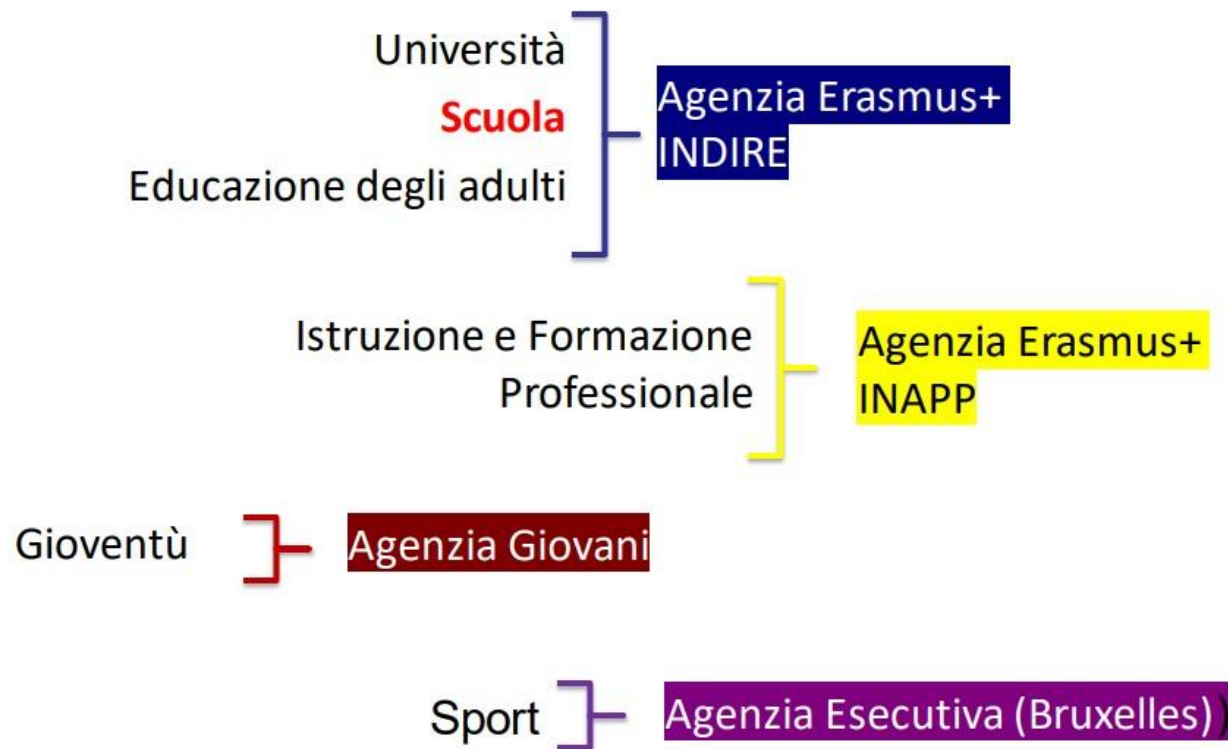 Università
Scuola
Educazione degli adulti
Agenzia Erasmus+
INDIRE
Istruzione e Formazione
Professionale
Agenzia Erasmus+
INAPP
Gioventù
Agenzia Giovani
Sport
Agenzia Esecutiva (Bruxelles))